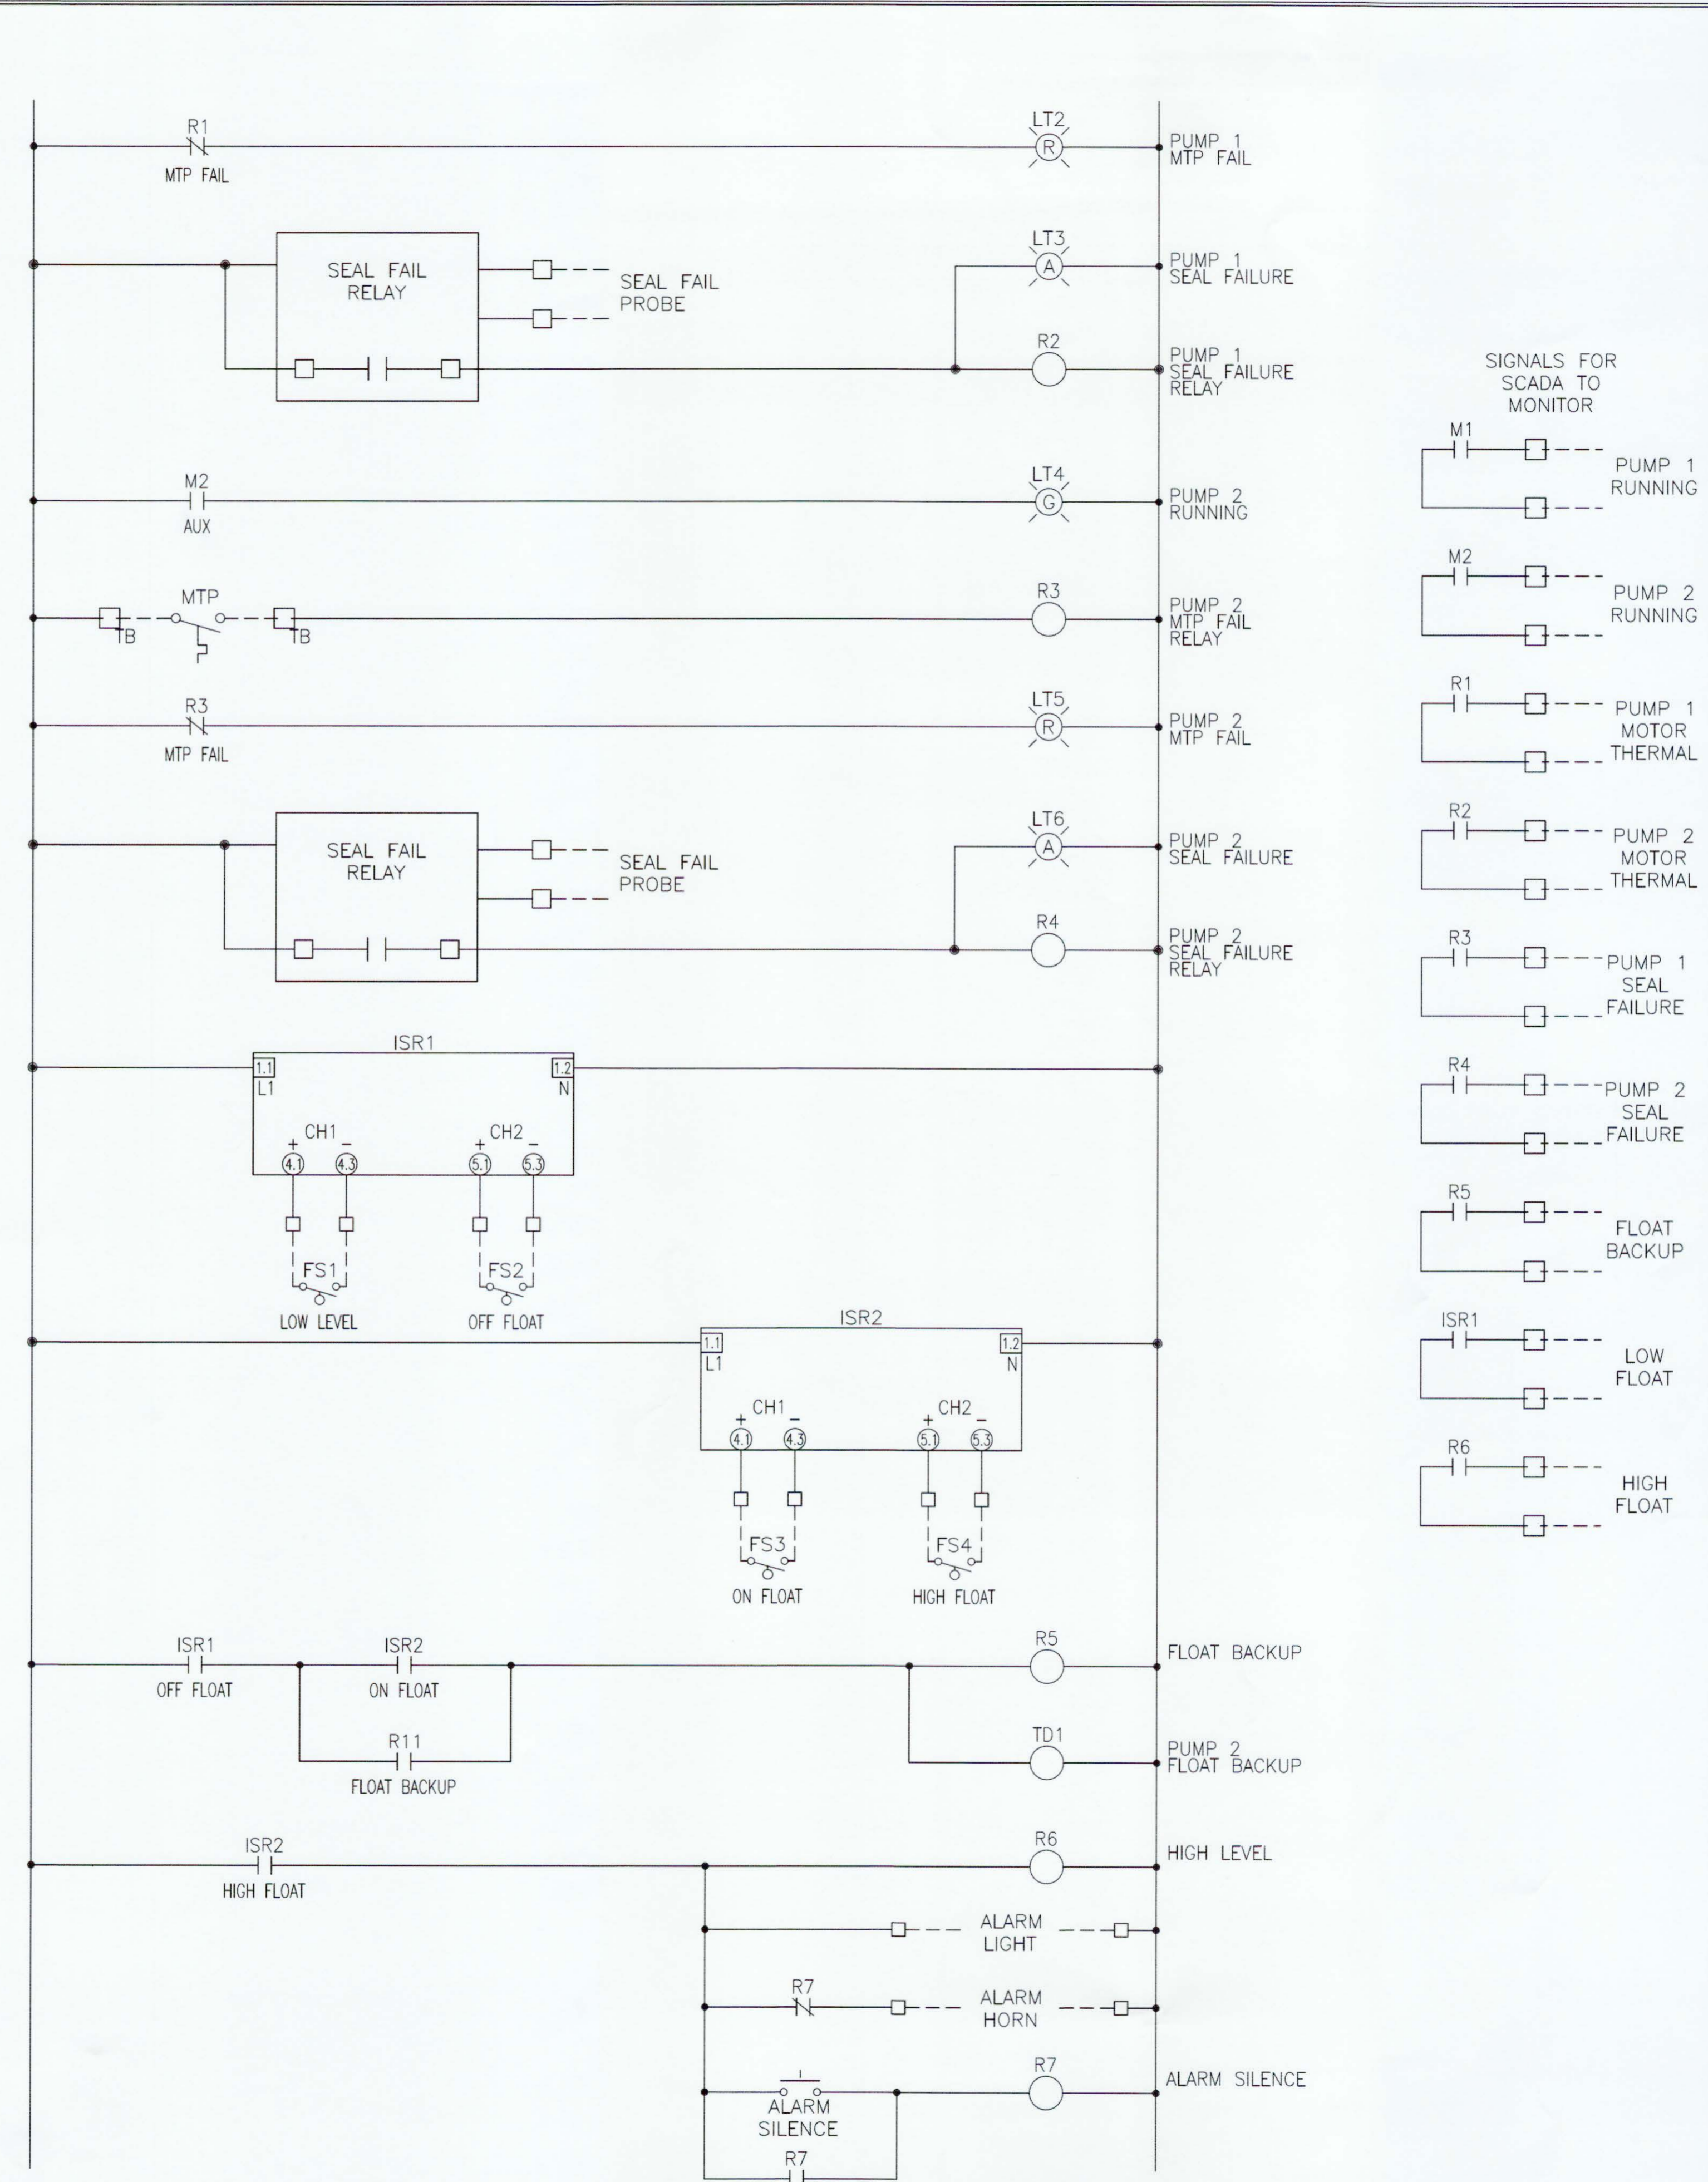 R1
MTP FAIL
LT2
R
PUMP 1
MTP FAIL
SEAL FAIL
RELAY
SEAL FAIL
PROBE
LT3
A
PUMP 1
SEAL FAILURE
R2
PUMP 1
SEAL FAILURE
RELAY
M2
AUX
LT4
G
PUMP 2
RUNNING
MTP
TB
TB
R3
PUMP 2
MTP FAIL
RELAY
R3
MTP FAIL
LT5
R
PUMP 2
MTP FAIL
SEAL FAIL
RELAY
SEAL FAIL
PROBE
LT6
A
PUMP 2
SEAL FAILURE
R4
PUMP 2
SEAL FAILURE
RELAY
ISR1
1.1
1.2
L1
N
+ CH1 -
+ CH2 -
4.1
4.3
5.1
5.3
FS1
FS2
LOW LEVEL
OFF FLOAT
ISR2
1.1
1.2
L1
N
+ CH1 -
+ CH2 -
4.1
4.3
5.1
5.3
FS3
FS4
ON FLOAT
HIGH FLOAT
ISR1
OFF FLOAT
ISR2
ON FLOAT
R5
FLOAT BACKUP
R11
FLOAT BACKUP
TD1
PUMP 2
FLOAT BACKUP
ISR2
HIGH FLOAT
R6
HIGH LEVEL
ALARM
LIGHT
R7
ALARM
HORN
ALARM
SILENCE
R7
ALARM SILENCE
R7
SIGNALS FOR
SCADA TO
MONITOR
M1
PUMP 1
RUNNING
M2
PUMP 2
RUNNING
R1
PUMP 1
MOTOR
THERMAL
R2
PUMP 2
MOTOR
THERMAL
R3
PUMP 1
SEAL
FAILURE
R4
PUMP 2
SEAL
FAILURE
R5
FLOAT
BACKUP
ISR1
LOW
FLOAT
R6
HIGH
FLOAT